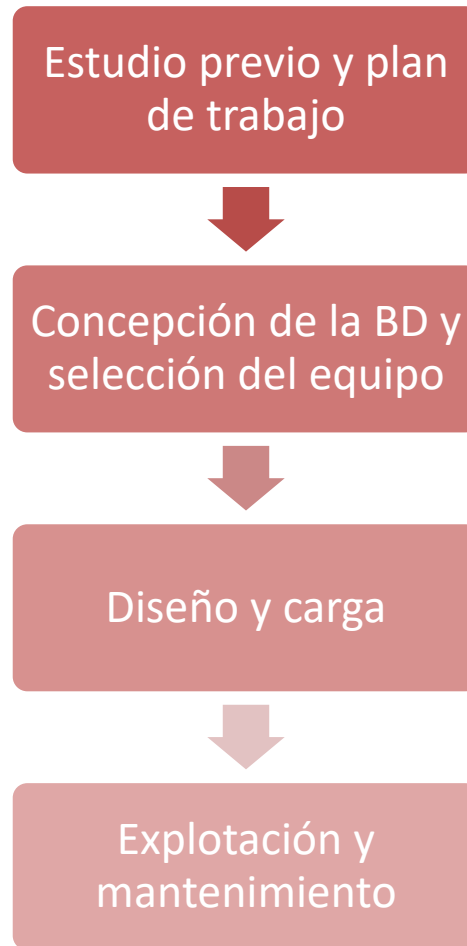 Estudio previo y plan
de trabajo
Concepción de la BD y
selección del equipo
Diseño y carga
Explotación y
mantenimiento